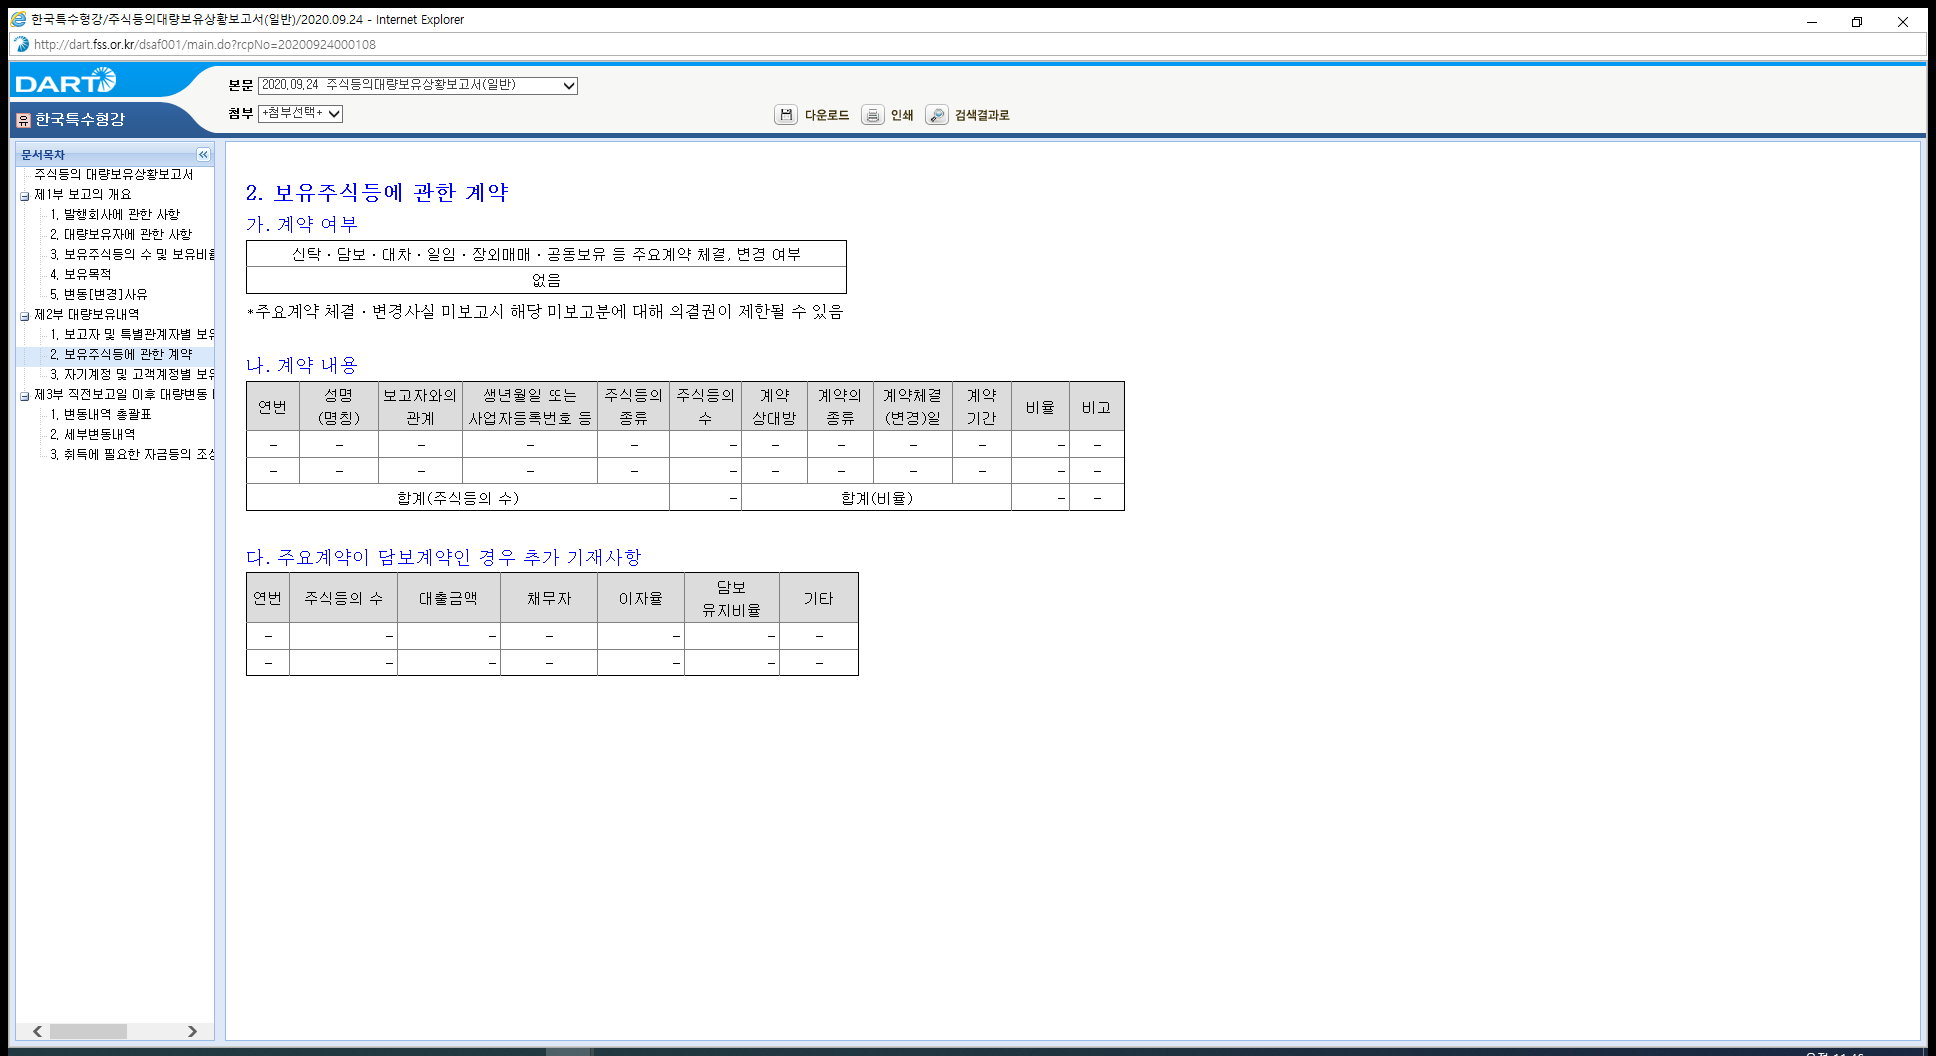 한국특수형강/주식등의대량보유상황보고서(일반)/2020.09.24 - Internet Explorer
http://dart.fss.or.kr/dsaf001/main.do?rcpNo=20200924000108
DART
본문 2020.09.24 주식등의대량보유상황보고서(일반)
유 한국특수형강
첨부 +첨부선택+
다운로드 인쇄 검색결과로
문서목차
주식등의 대량보유상황보고서
제1부 보고의 개요
1. 발행회사에 관한 사항
2. 대량보유자에 관한 사항
3. 보유주식등의 수 및 보유비율
4. 보유목적
5. 변동[변경]사유
제2부 대량보유내역
1. 보고자 및 특별관계자별 보유
2. 보유주식등에 관한 계약
3. 자기계정 및 고객계정별 보유
제3부 직전보고일 이후 대량변동
1. 변동내역 총괄표
2. 세부변동내역
3. 취득에 필요한 자금등의 조성
2. 보유주식등에 관한 계약
가. 계약 여부
신탁ㆍ담보ㆍ대차ㆍ일임ㆍ장외매매ㆍ공동보유 등 주요계약 체결, 변경 여부
없음
*주요계약 체결ㆍ변경사실 미보고시 해당 미보고분에 대해 의결권이 제한될 수 있음
나. 계약 내용
연번 성명 (명칭) 보고자와의 관계 생년월일 또는 사업자등록번호 등 주식등의 종류 주식등의 수 계약 상대방 계약의 종류 계약체결 (변경)일 계약 기간 비율 비고
- - - - - - - - - - - -
- - - - - - - - - - - -
합계(주식등의 수) - 합계(비율) - -
다. 주요계약이 담보계약인 경우 추가 기재사항
연번 주식등의 수 대출금액 채무자 이자율 담보 유지비율 기타
- - - - - - -
- - - - - - -